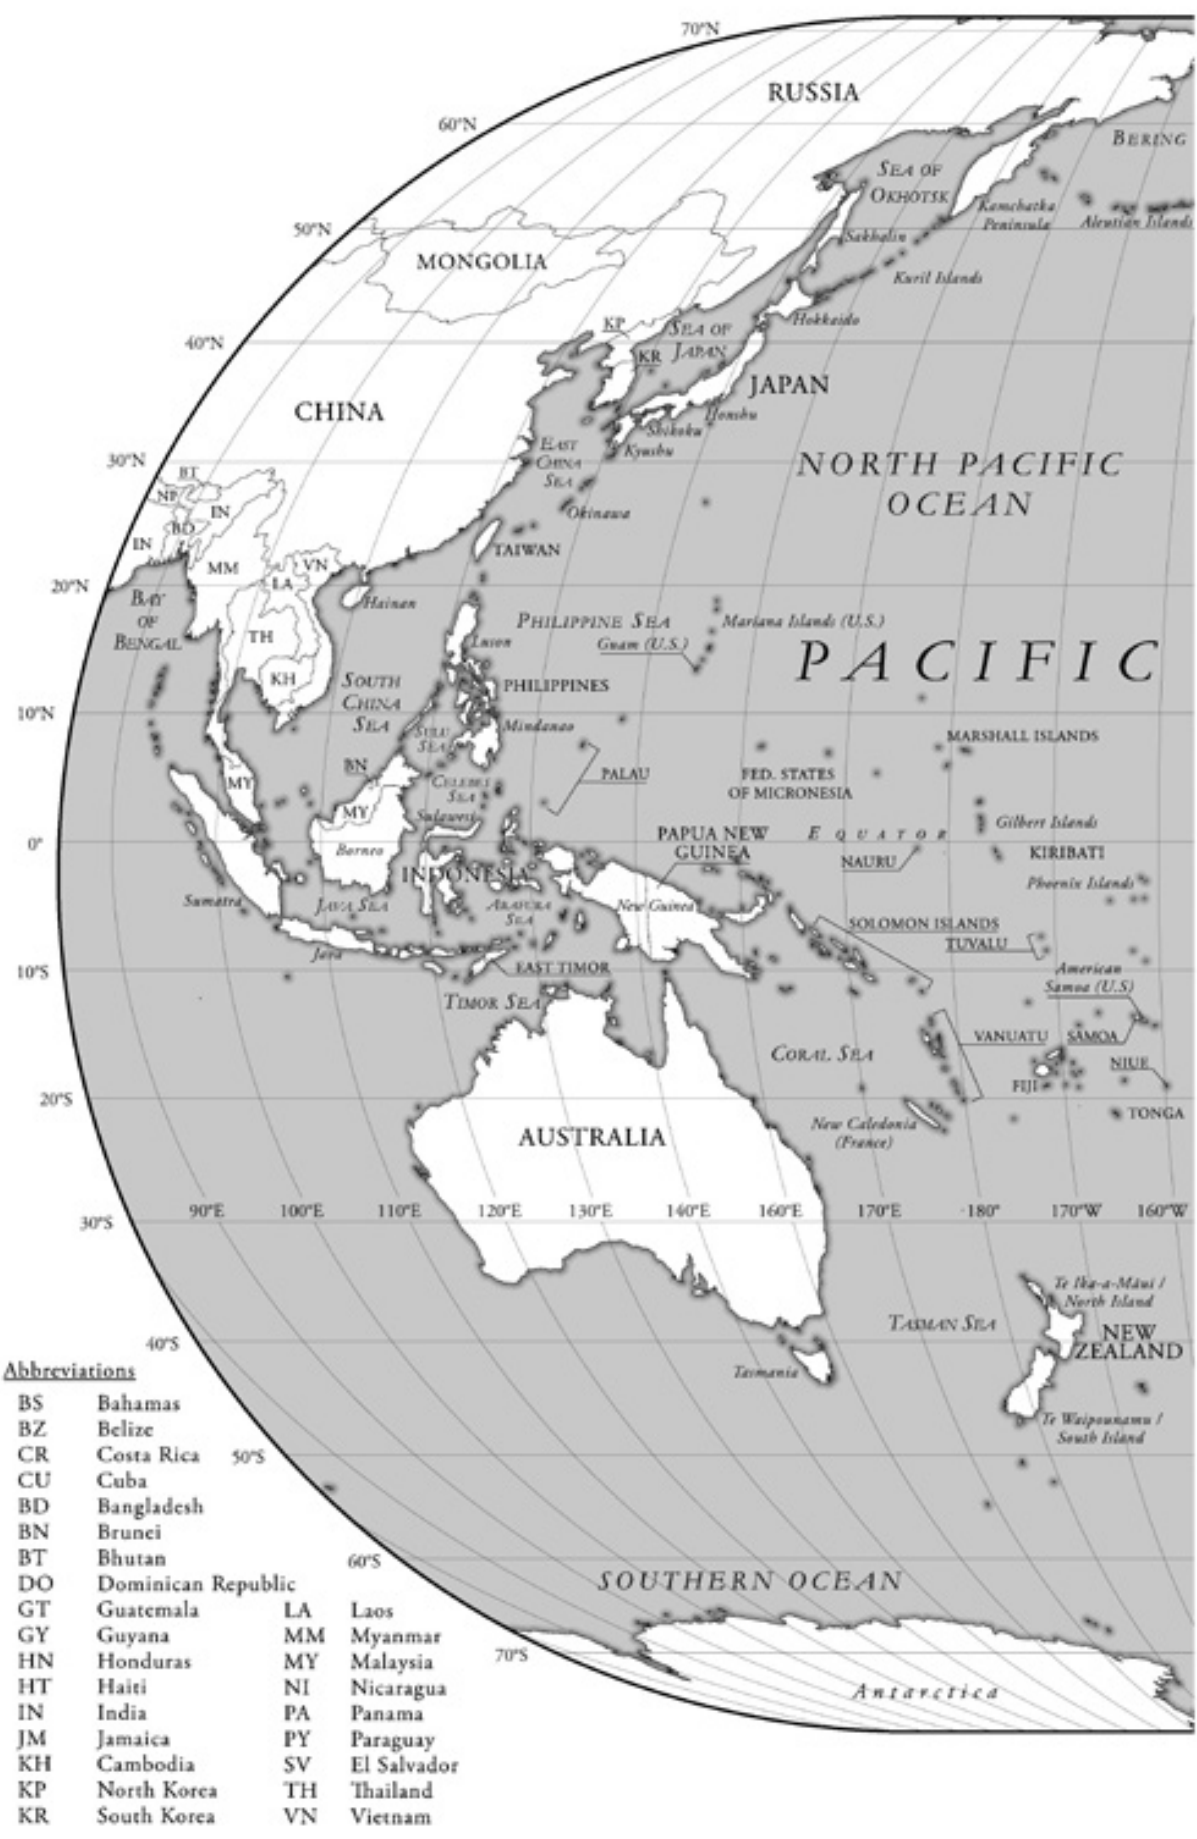 70°N
RUSSIA
60°N
BERING
SEA OF
OKHOTSK
Kamchatka
Peninsula
Aleutian Islands
50°N
Sakhalin
MONGOLIA
Kuril Islands
KP
SEA OF
JAPAN
Hokkaido
40°N
KR
JAPAN
CHINA
Honshu
Shikoku
EAST
CHINA
SEA
Kyushu
30°N
NORTH PACIFIC
OCEAN
BT
NP
IN
BD
IN
Okinawa
TAIWAN
MM
VN
LA
20°N
BAY
OF
BENGAL
Hainan
PHILIPPINE SEA
Mariana Islands (U.S.)
Guam (U.S.)
Luson
TH
PACIFIC
KH
SOUTH
CHINA
SEA
PHILIPPINES
10°N
Mindanao
SULU
SEA
MARSHALL ISLANDS
BN
MY
CELEBES
SEA
PALAU
FED. STATES
OF MICRONESIA
MY
Sulawesi
Gilbert Islands
0°
Borneo
PAPUA NEW
GUINEA
EQUATOR
NAURU
KIRIBATI
INDONESIA
Phoenix Islands
Sumatra
JAVA SEA
ARAFURA
SEA
New Guinea
SOLOMON ISLANDS
TUVALU
Java
10°S
EAST TIMOR
American
Samoa (U.S)
TIMOR SEA
CORAL SEA
VANUATU
SAMOA
NIUE
FIJI
20°S
New Caledonia
(France)
TONGA
AUSTRALIA
30°S
90°E 100°E 110°E 120°E 130°E 140°E 160°E 170°E 180° 170°W 160°W
Te Ika-a-Māui /
North Island
TASMAN SEA
NEW
ZEALAND
40°S
Tasmania
Te Waipounamu /
South Island
50°S
60°S
SOUTHERN OCEAN
70°S
Antarctica
Abbreviations
BS Bahamas
BZ Belize
CR Costa Rica
CU Cuba
BD Bangladesh
BN Brunei
BT Bhutan
DO Dominican Republic
GT Guatemala
GY Guyana
HN Honduras
HT Haiti
IN India
JM Jamaica
KH Cambodia
KP North Korea
KR South Korea
LA Laos
MM Myanmar
MY Malaysia
NI Nicaragua
PA Panama
PY Paraguay
SV El Salvador
TH Thailand
VN Vietnam